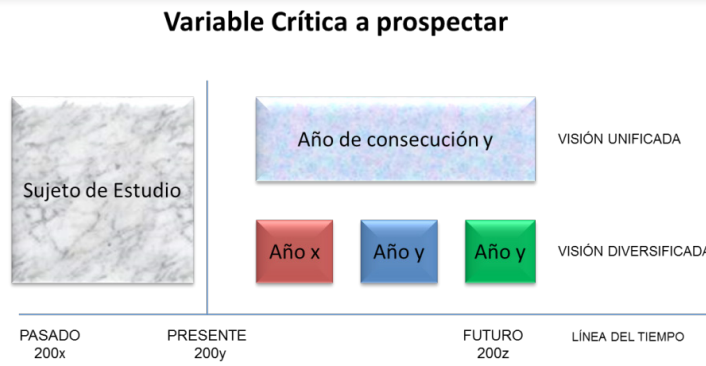 Variable Crítica a prospectar
Año de consecución y
VISIÓN UNIFICADA
Sujeto de Estudio
Año x
Año y
Año y
VISIÓN DIVERSIFICADA
PASADO
200x
PRESENTE
200y
FUTURO
200z
LÍNEA DEL TIEMPO